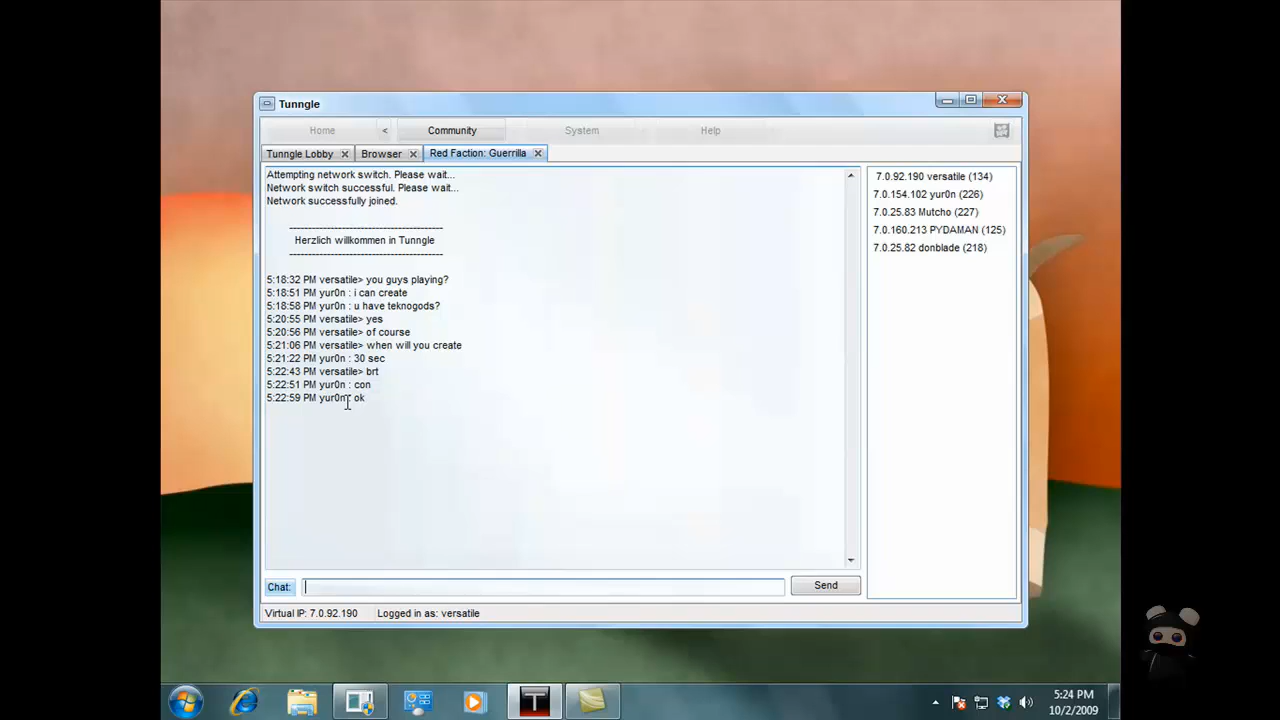 Tunngle
Home < Community System Help
Tunngle Lobby Browser Red Faction: Guerrilla
Attempting network switch. Please wait...
Network switch successful. Please wait...
Network successfully joined.
----------------------------------------
Herzlich willkommen in Tunngle
----------------------------------------
5:18:32 PM versatile> you guys playing?
5:18:51 PM yur0n : i can create
5:18:58 PM yur0n : u have teknogods?
5:20:55 PM versatile> yes
5:20:56 PM versatile> of course
5:21:06 PM versatile> when will you create
5:21:22 PM yur0n : 30 sec
5:22:43 PM versatile> brt
5:22:51 PM yur0n : con
5:22:59 PM yur0n : ok
7.0.92.190 versatile (134)
7.0.154.102 yur0n (226)
7.0.25.83 Mutcho (227)
7.0.160.213 PYDAMAN (125)
7.0.25.82 donblade (218)
Chat: Send
Virtual IP: 7.0.92.190 Logged in as: versatile
T
5:24 PM
10/2/2009